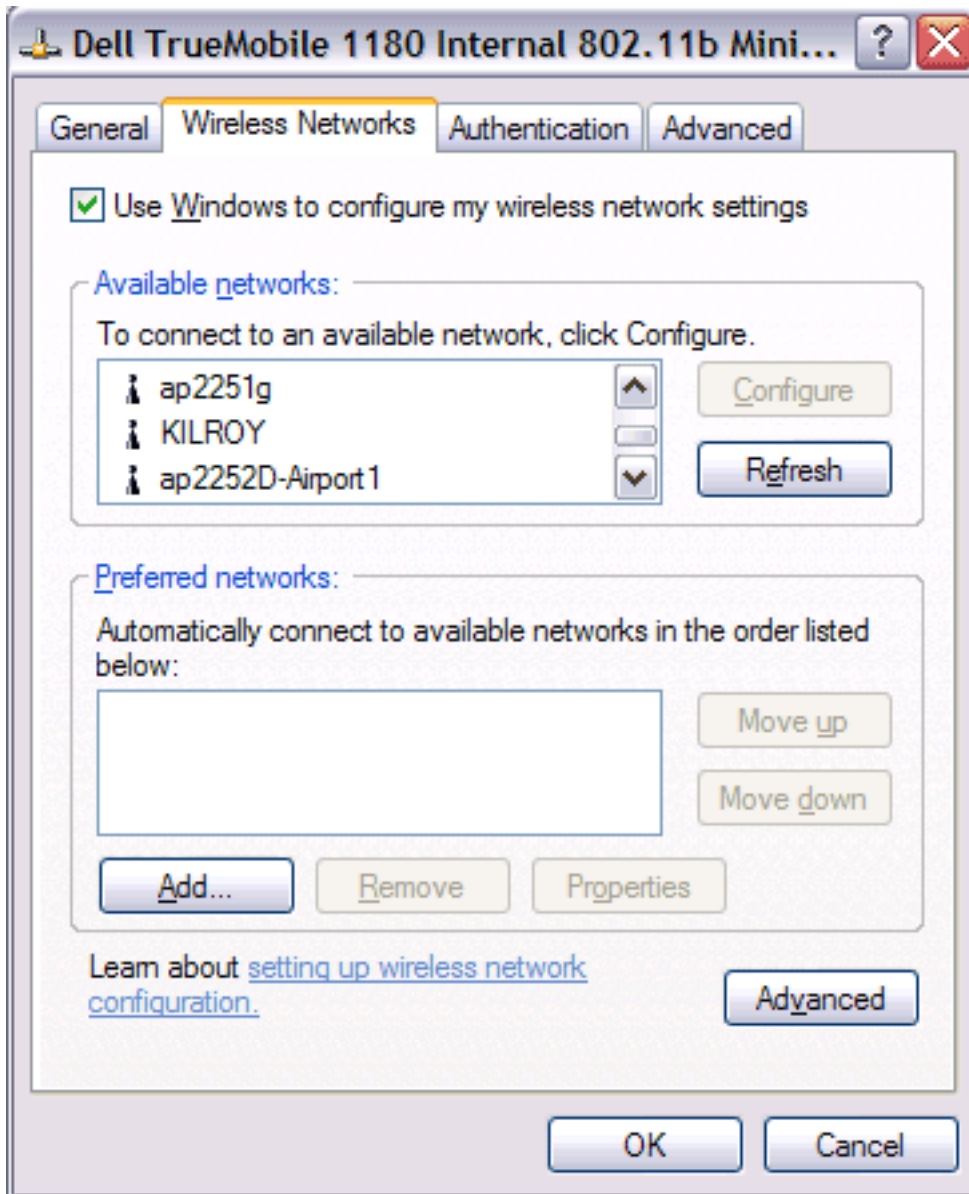 Dell TrueMobile 1180 Internal 802.11b Mini...
?
General
Wireless Networks
Authentication
Advanced
Use Windows to configure my wireless network settings
Available networks:
To connect to an available network, click Configure.
ap2251g
KILROY
ap2252D-Airport1
Configure
Refresh
Preferred networks:
Automatically connect to available networks in the order listed
below:
Move up
Move down
Add...
Remove
Properties
Learn about setting up wireless network
configuration.
Advanced
OK
Cancel